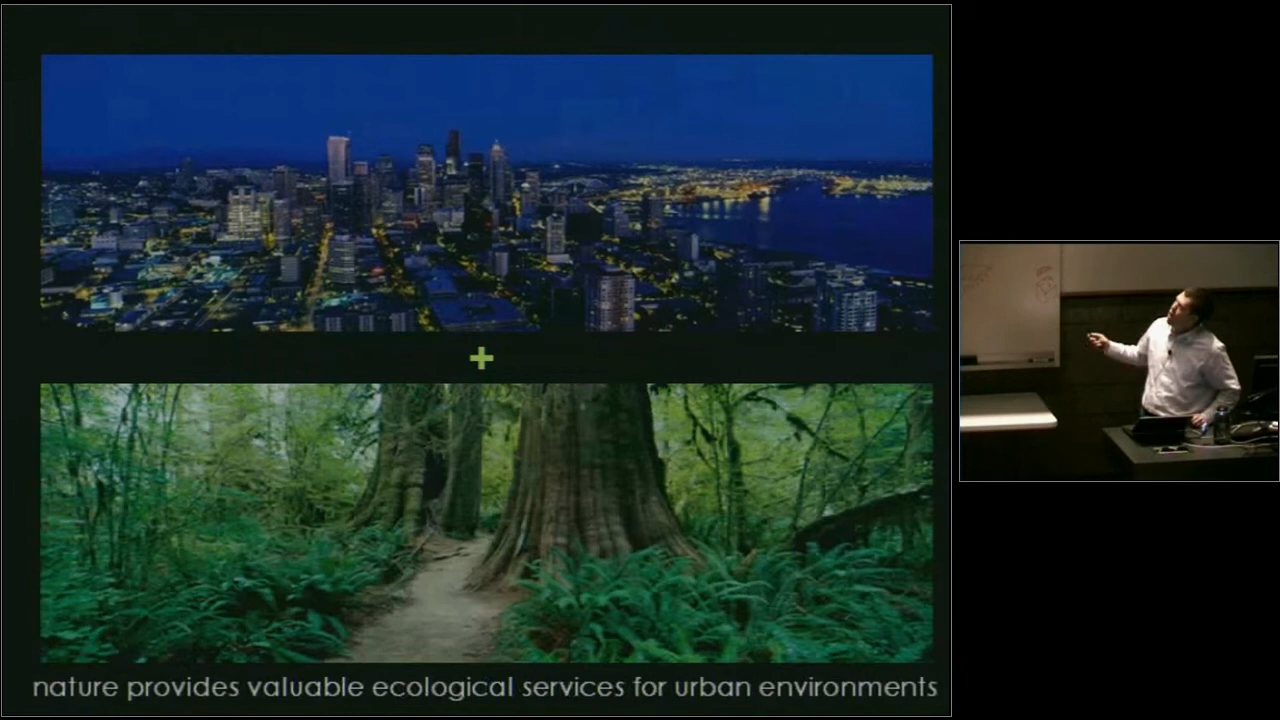 +
nature provides valuable ecological services for urban environments